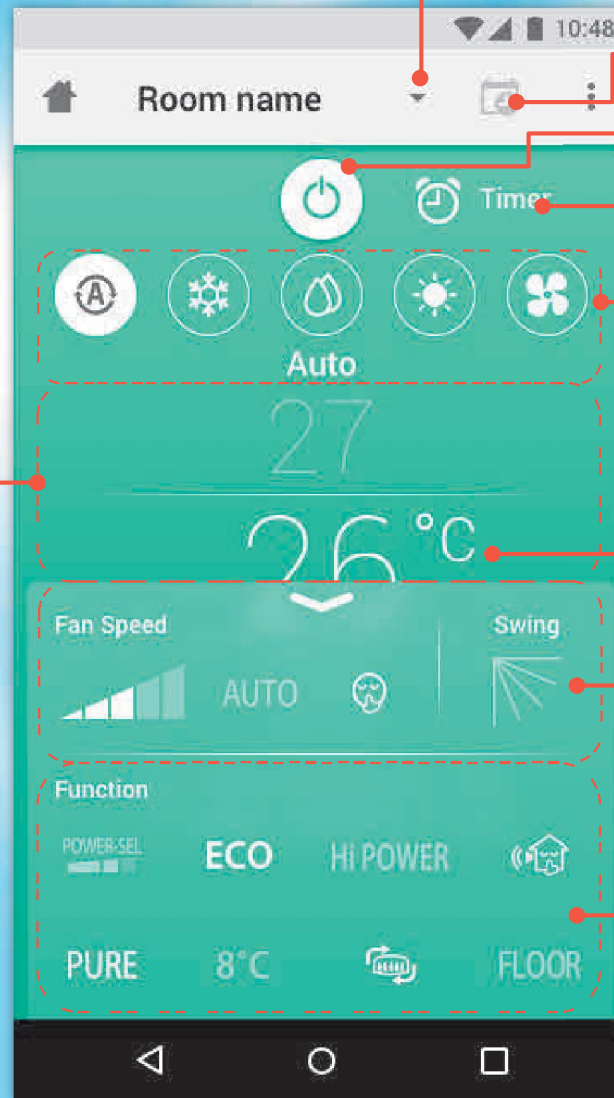 10:48
Room name
Timer
A
Auto
27
26 °C
Fan Speed
Swing
AUTO
Function
POWER-SEL
ECO
Hi POWER
PURE
8°C
FLOOR